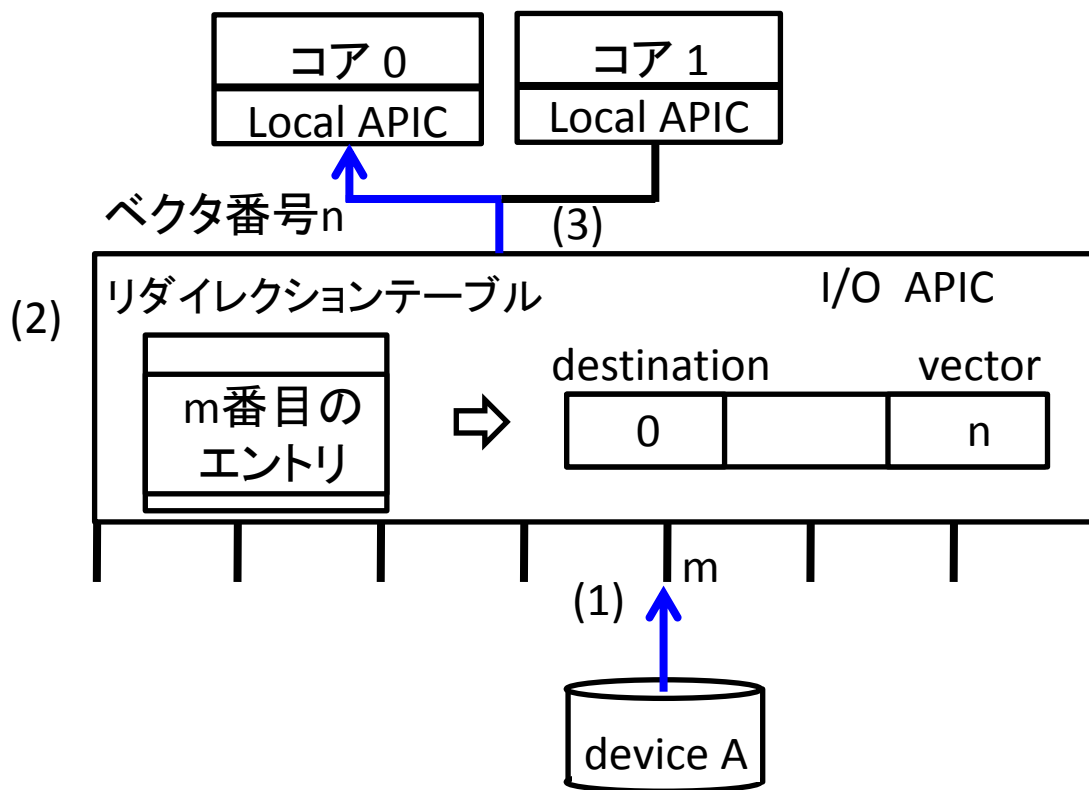 コア 0
コア 1
Local APIC
Local APIC
ベクタ番号n
(3)
(2)
リダイレクションテーブル
I/O APIC
destination
vector
m番目の
エントリ
0
n
m
(1)
device A